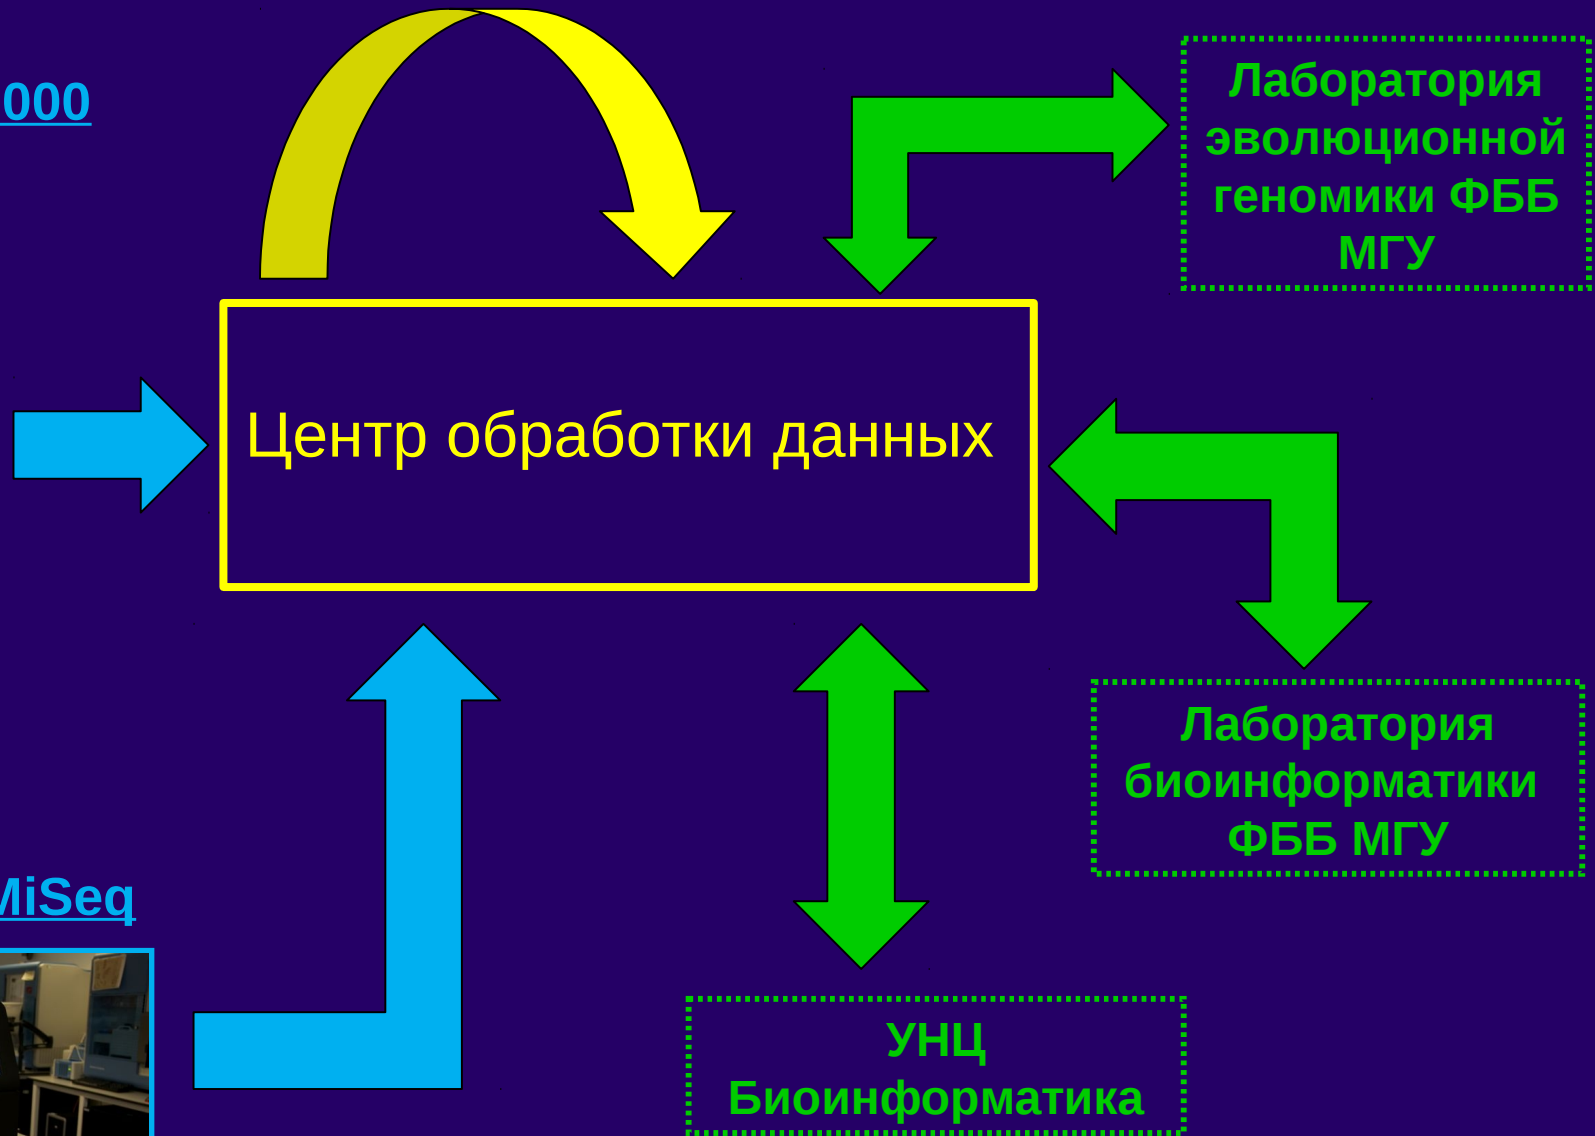 000
Лаборатория
эволюционной
геномики ФББ
МГУ
Центр обработки данных
Лаборатория
биоинформатики
ФББ МГУ
MiSeq
УНЦ
Биоинформатика